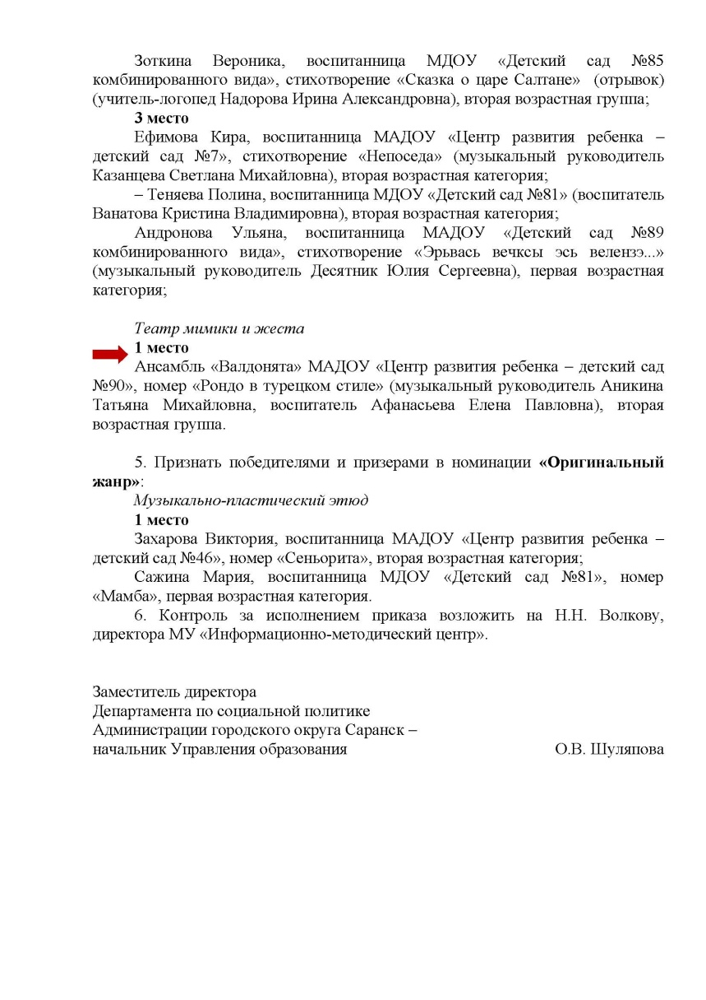 Зоткина Вероника, воспитанница МДОУ «Детский сад №85
комбинированного вида», стихотворение «Сказка о царе Салтане» (отрывок)
(учитель-логопед Надорова Ирина Александровна), вторая возрастная группа;
3 место
Ефимова Кира, воспитанница МАДОУ «Центр развития ребенка –
детский сад №7», стихотворение «Непоседа» (музыкальный руководитель
Казанцева Светлана Михайловна), вторая возрастная категория;
– Теняева Полина, воспитанница МДОУ «Детский сад №81» (воспитатель
Ванатова Кристина Владимировна), вторая возрастная категория;
Андронова Ульяна, воспитанница МАДОУ «Детский сад №89
комбинированного вида», стихотворение «Эрьвась вечксы эсь велензэ...»
(музыкальный руководитель Десятник Юлия Сергеевна), первая возрастная
категория;
Театр мимики и жеста
1 место
Ансамбль «Валдонята» МАДОУ «Центр развития ребенка – детский сад
№90», номер «Рондо в турецком стиле» (музыкальный руководитель Аникина
Татьяна Михайловна, воспитатель Афанасьева Елена Павловна), вторая
возрастная группа.
5. Признать победителями и призерами в номинации «Оригинальный
жанр»:
Музыкально-пластический этюд
1 место
Захарова Виктория, воспитанница МАДОУ «Центр развития ребенка –
детский сад №46», номер «Сеньорита», вторая возрастная категория;
Сажина Мария, воспитанница МДОУ «Детский сад №81», номер
«Мамба», первая возрастная категория.
6. Контроль за исполнением приказа возложить на Н.Н. Волкову,
директора МУ «Информационно-методический центр».
Заместитель директора
Департамента по социальной политике
Администрации городского округа Саранск –
начальник Управления образования О.В. Шуляпова